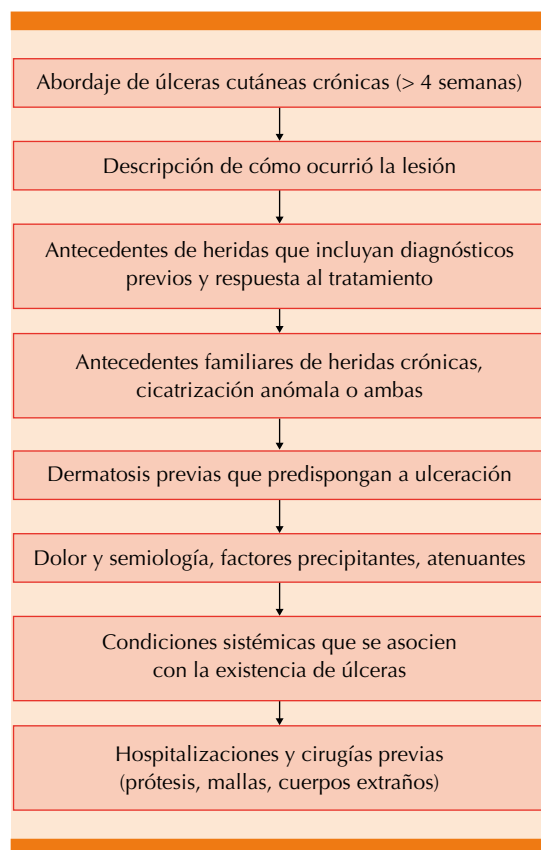 Abordaje de úlceras cutáneas crónicas (> 4 semanas)
Descripción de cómo ocurrió la lesión
Antecedentes de heridas que incluyan diagnósticos
previos y respuesta al tratamiento
Antecedentes familiares de heridas crónicas,
cicatrización anómala o ambas
Dermatosis previas que predispongan a ulceración
Dolor y semiología, factores precipitantes, atenuantes
Condiciones sistémicas que se asocien
con la existencia de úlceras
Hospitalizaciones y cirugías previas
(prótesis, mallas, cuerpos extraños)